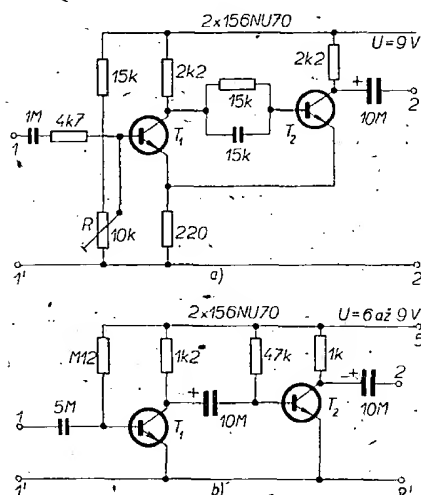 2x156NU70
U=9V
15k
2k2
2k2
15k
+
10M
2
1M
4k7
1
T1
T2
15k
R
10k
220
1'
a)
2
2x156NU70
U=6 až 9V
5
M12
1k2
47k
1k
+
-+
2
1
5M
T1
10M
T2
10M
1'
b)